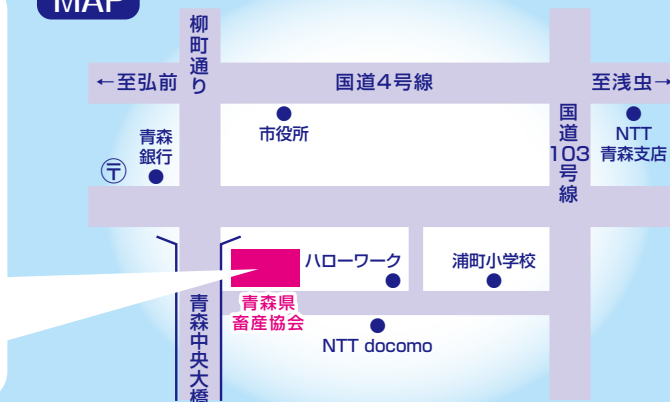 MAP
柳町通り
←至弘前
国道4号線
至浅虫→
市役所
国道103号線
NTT
青森支店
青森
銀行
〒
ハローワーク
浦町小学校
青森県
畜産協会
青森中央大橋
NTT docomo